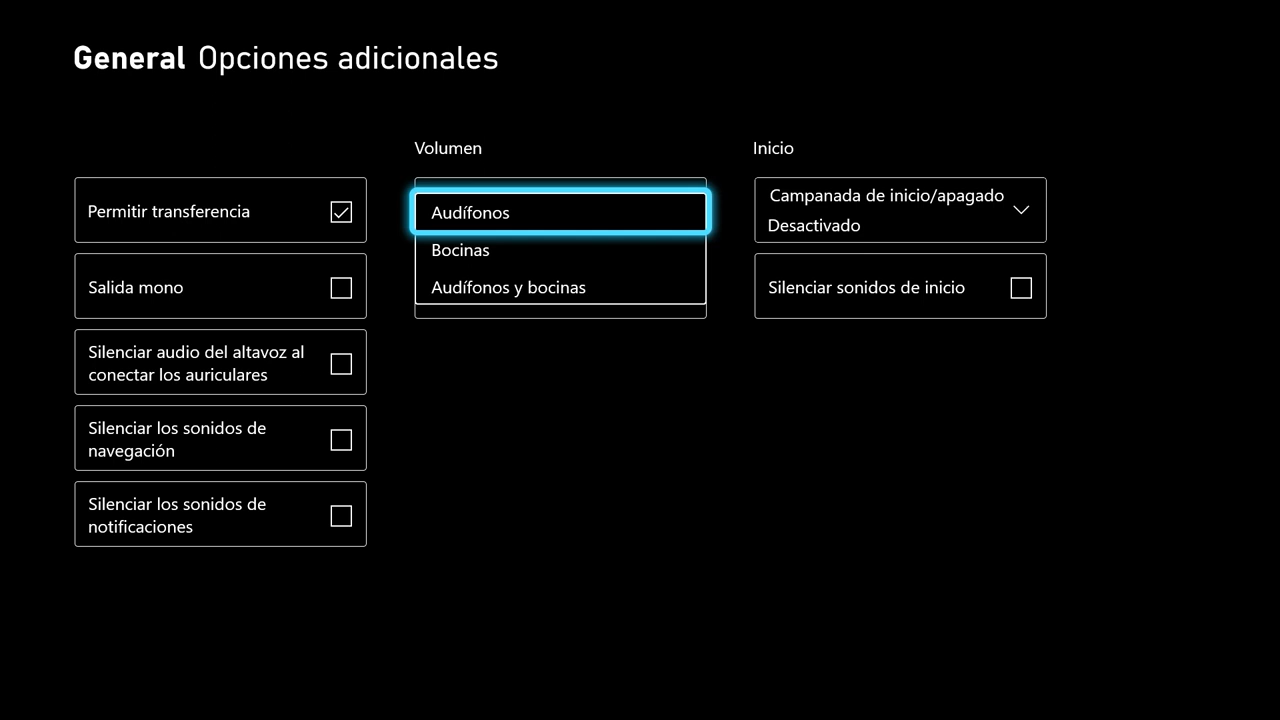 General Opciones adicionales
Permitir transferencia
Salida mono
Silenciar audio del altavoz al
conectar los auriculares
Silenciar los sonidos de
navegación
Silenciar los sonidos de
notificaciones
Volumen
Audífonos
Bocinas
Audífonos y bocinas
Inicio
Campanada de inicio/apagado
Desactivado
Silenciar sonidos de inicio